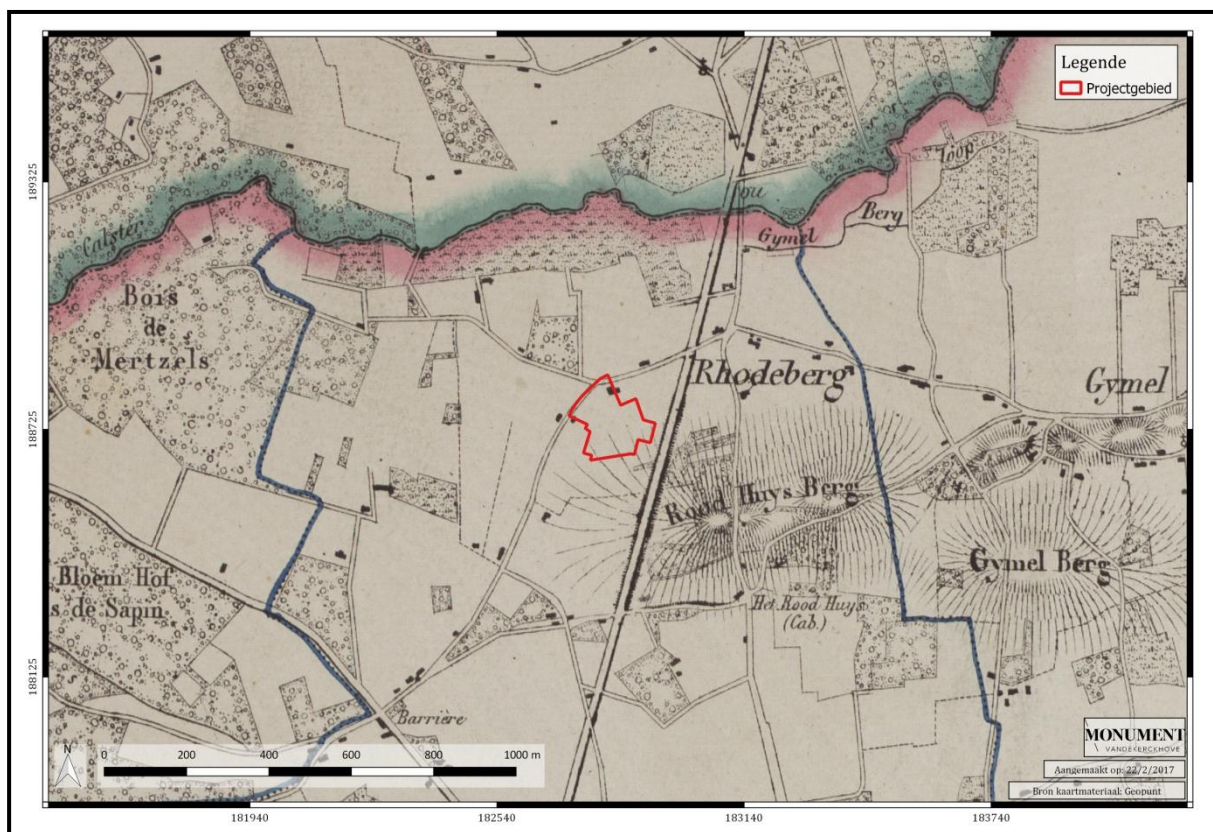 Legende
Projectgebied
189325
188725
188125
Calster
ou
Gymel
Berg
loop
Bois
de
Mertzels
Rhodeberg
Gymel
Rood Huys Berg
Gymel Berg
Bloem Hof
s de Sapin
Het Rood Huys
(Cab.)
Barrière
N
0 200 400 600 800 1000 m
MONUMENT
VANDEKERCKHOVE
Aangemaakt op: 22/2/2017
Bron kaartmateriaal: Geopunt
181940 182540 183140 183740